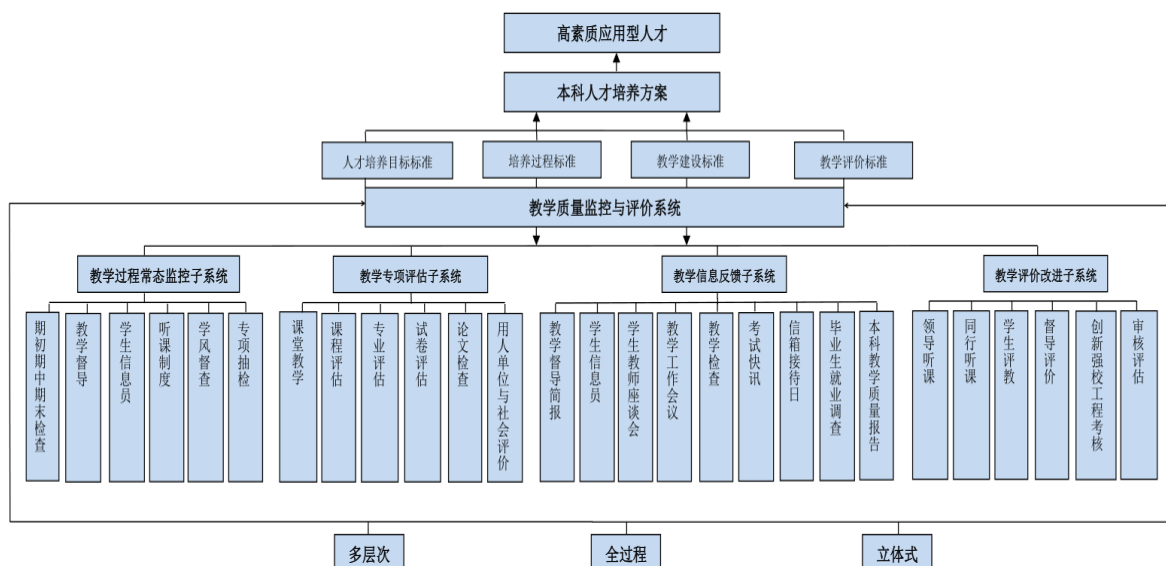 高素质应用型人才
本科人才培养方案
人才培养目标标准
培养过程标准
教学建设标准
教学评价标准
教学质量监控与评价系统
教学过程常态监控子系统
教学专项评估子系统
教学信息反馈子系统
教学评价改进子系统
期初期中期末检查
教学督导
学生信息员
听课制度
学风督查
专项抽检
课堂教学
课程评估
专业评估
试卷评估
论文检查
用人单位与社会评价
教学督导简报
学生信息员
学生教师座谈会
教学工作会议
教学检查
考试快讯
信箱接待日
毕业生就业调查
本科教学质量报告
领导听课
同行听课
学生评教
督导评价
创新强校工程考核
审核评估
多层次
全过程
立体式